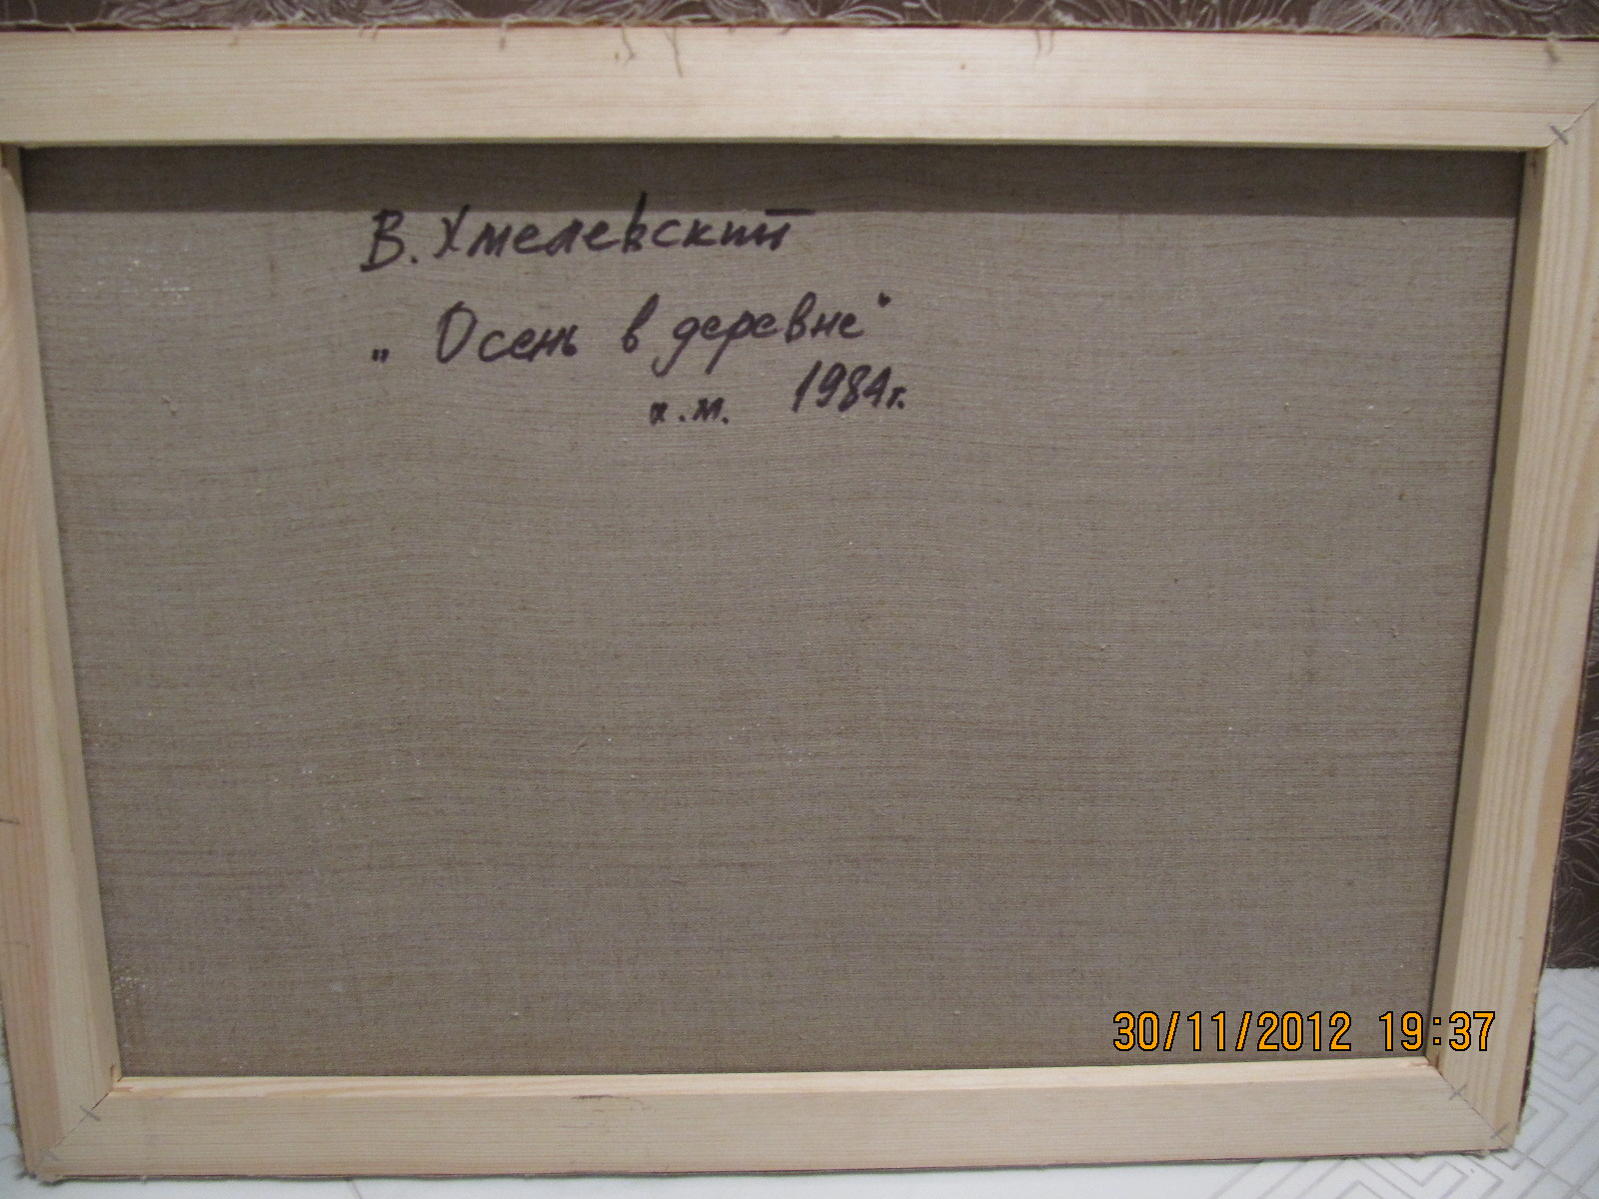 В. Хмелевский
„ Осень в деревне“
х.м. 1984г.
30/11/2012 19:37